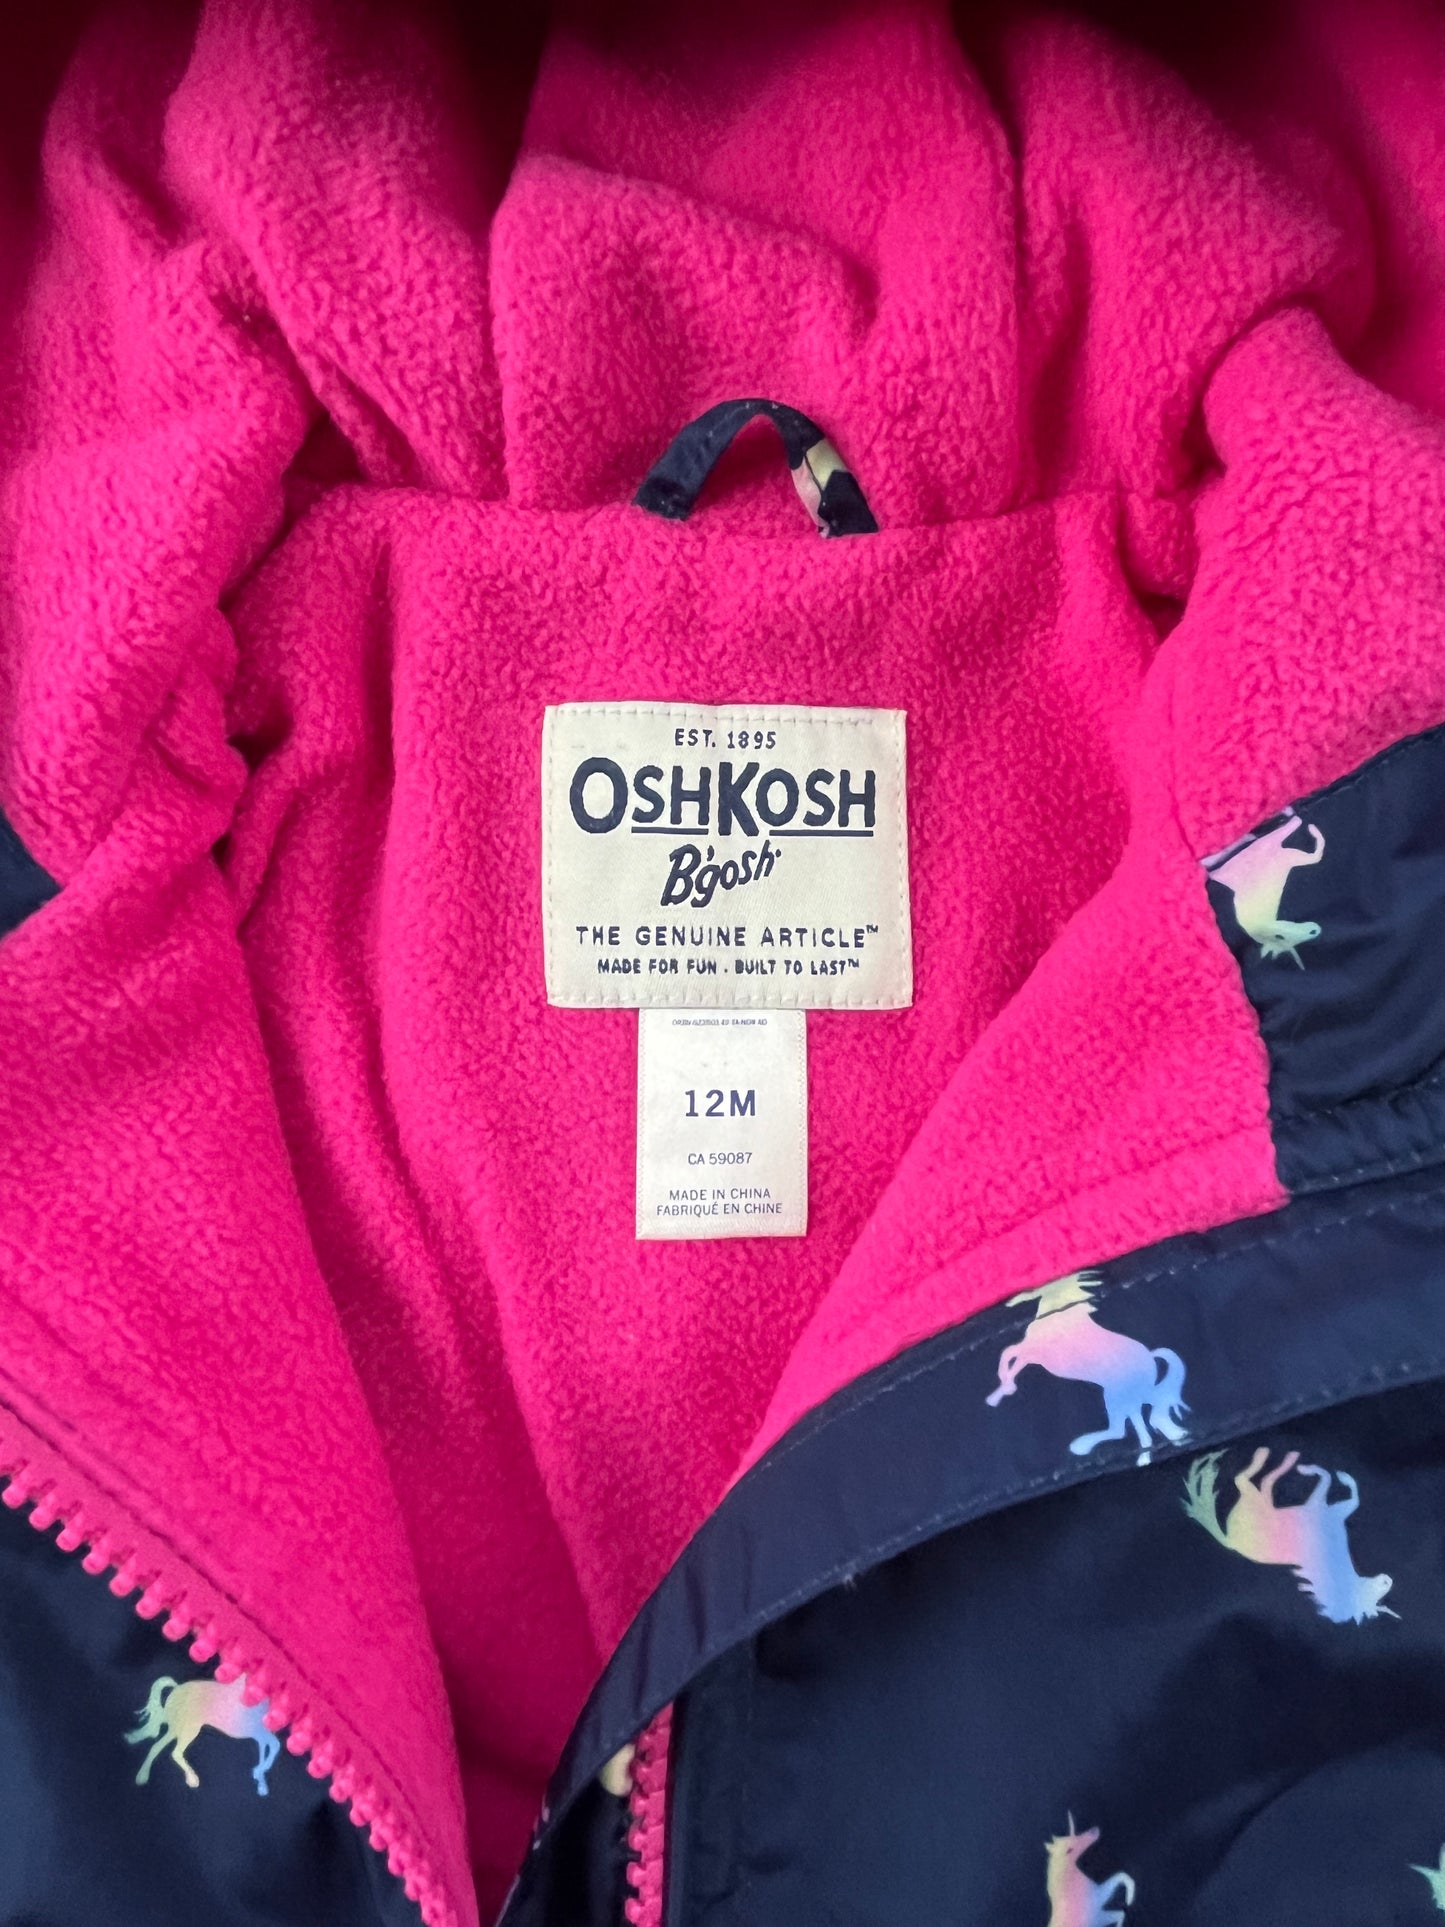 EST. 1895
OSHKOSH
B'gosh
THE GENUINE ARTICLE™
MADE FOR FUN . BUILT TO LAST™
12M
CA 59087
MADE IN CHINA
FABRIQUÉ EN CHINE